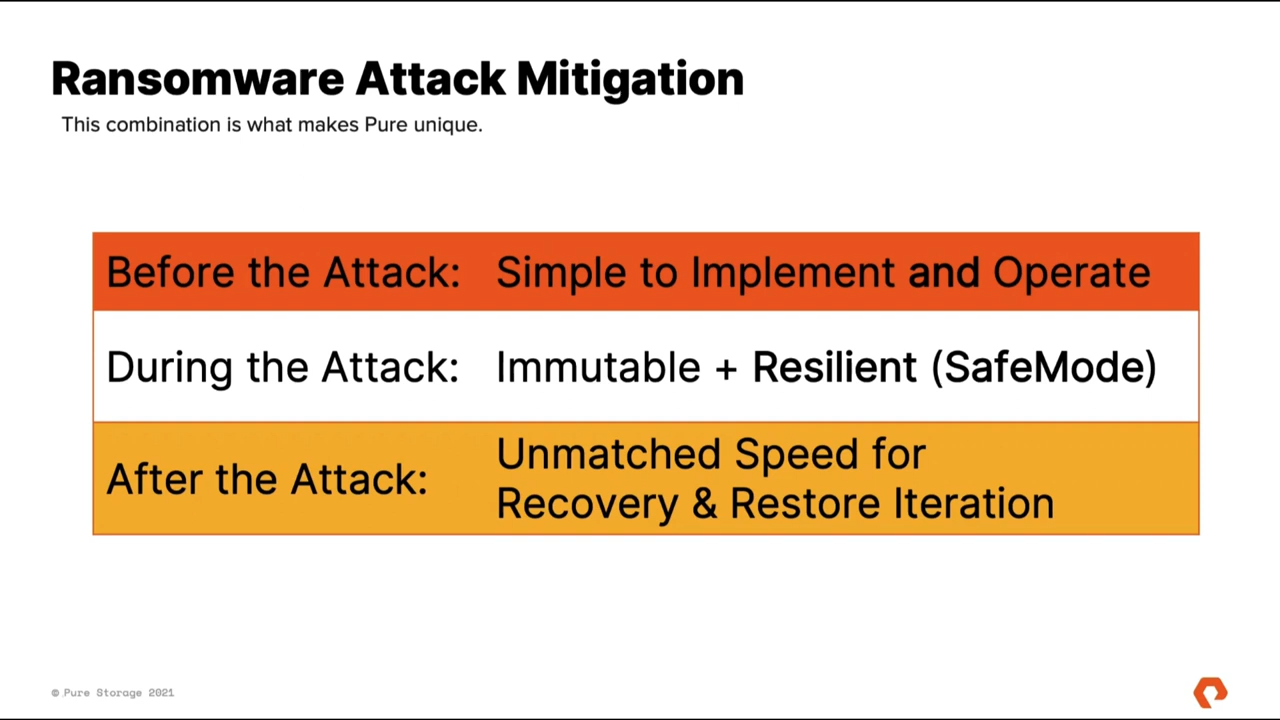 Ransomware Attack Mitigation
This combination is what makes Pure unique.
Before the Attack: Simple to Implement and Operate
During the Attack: Immutable + Resilient (SafeMode)
After the Attack: Unmatched Speed for
Recovery & Restore Iteration
© Pure Storage 2021